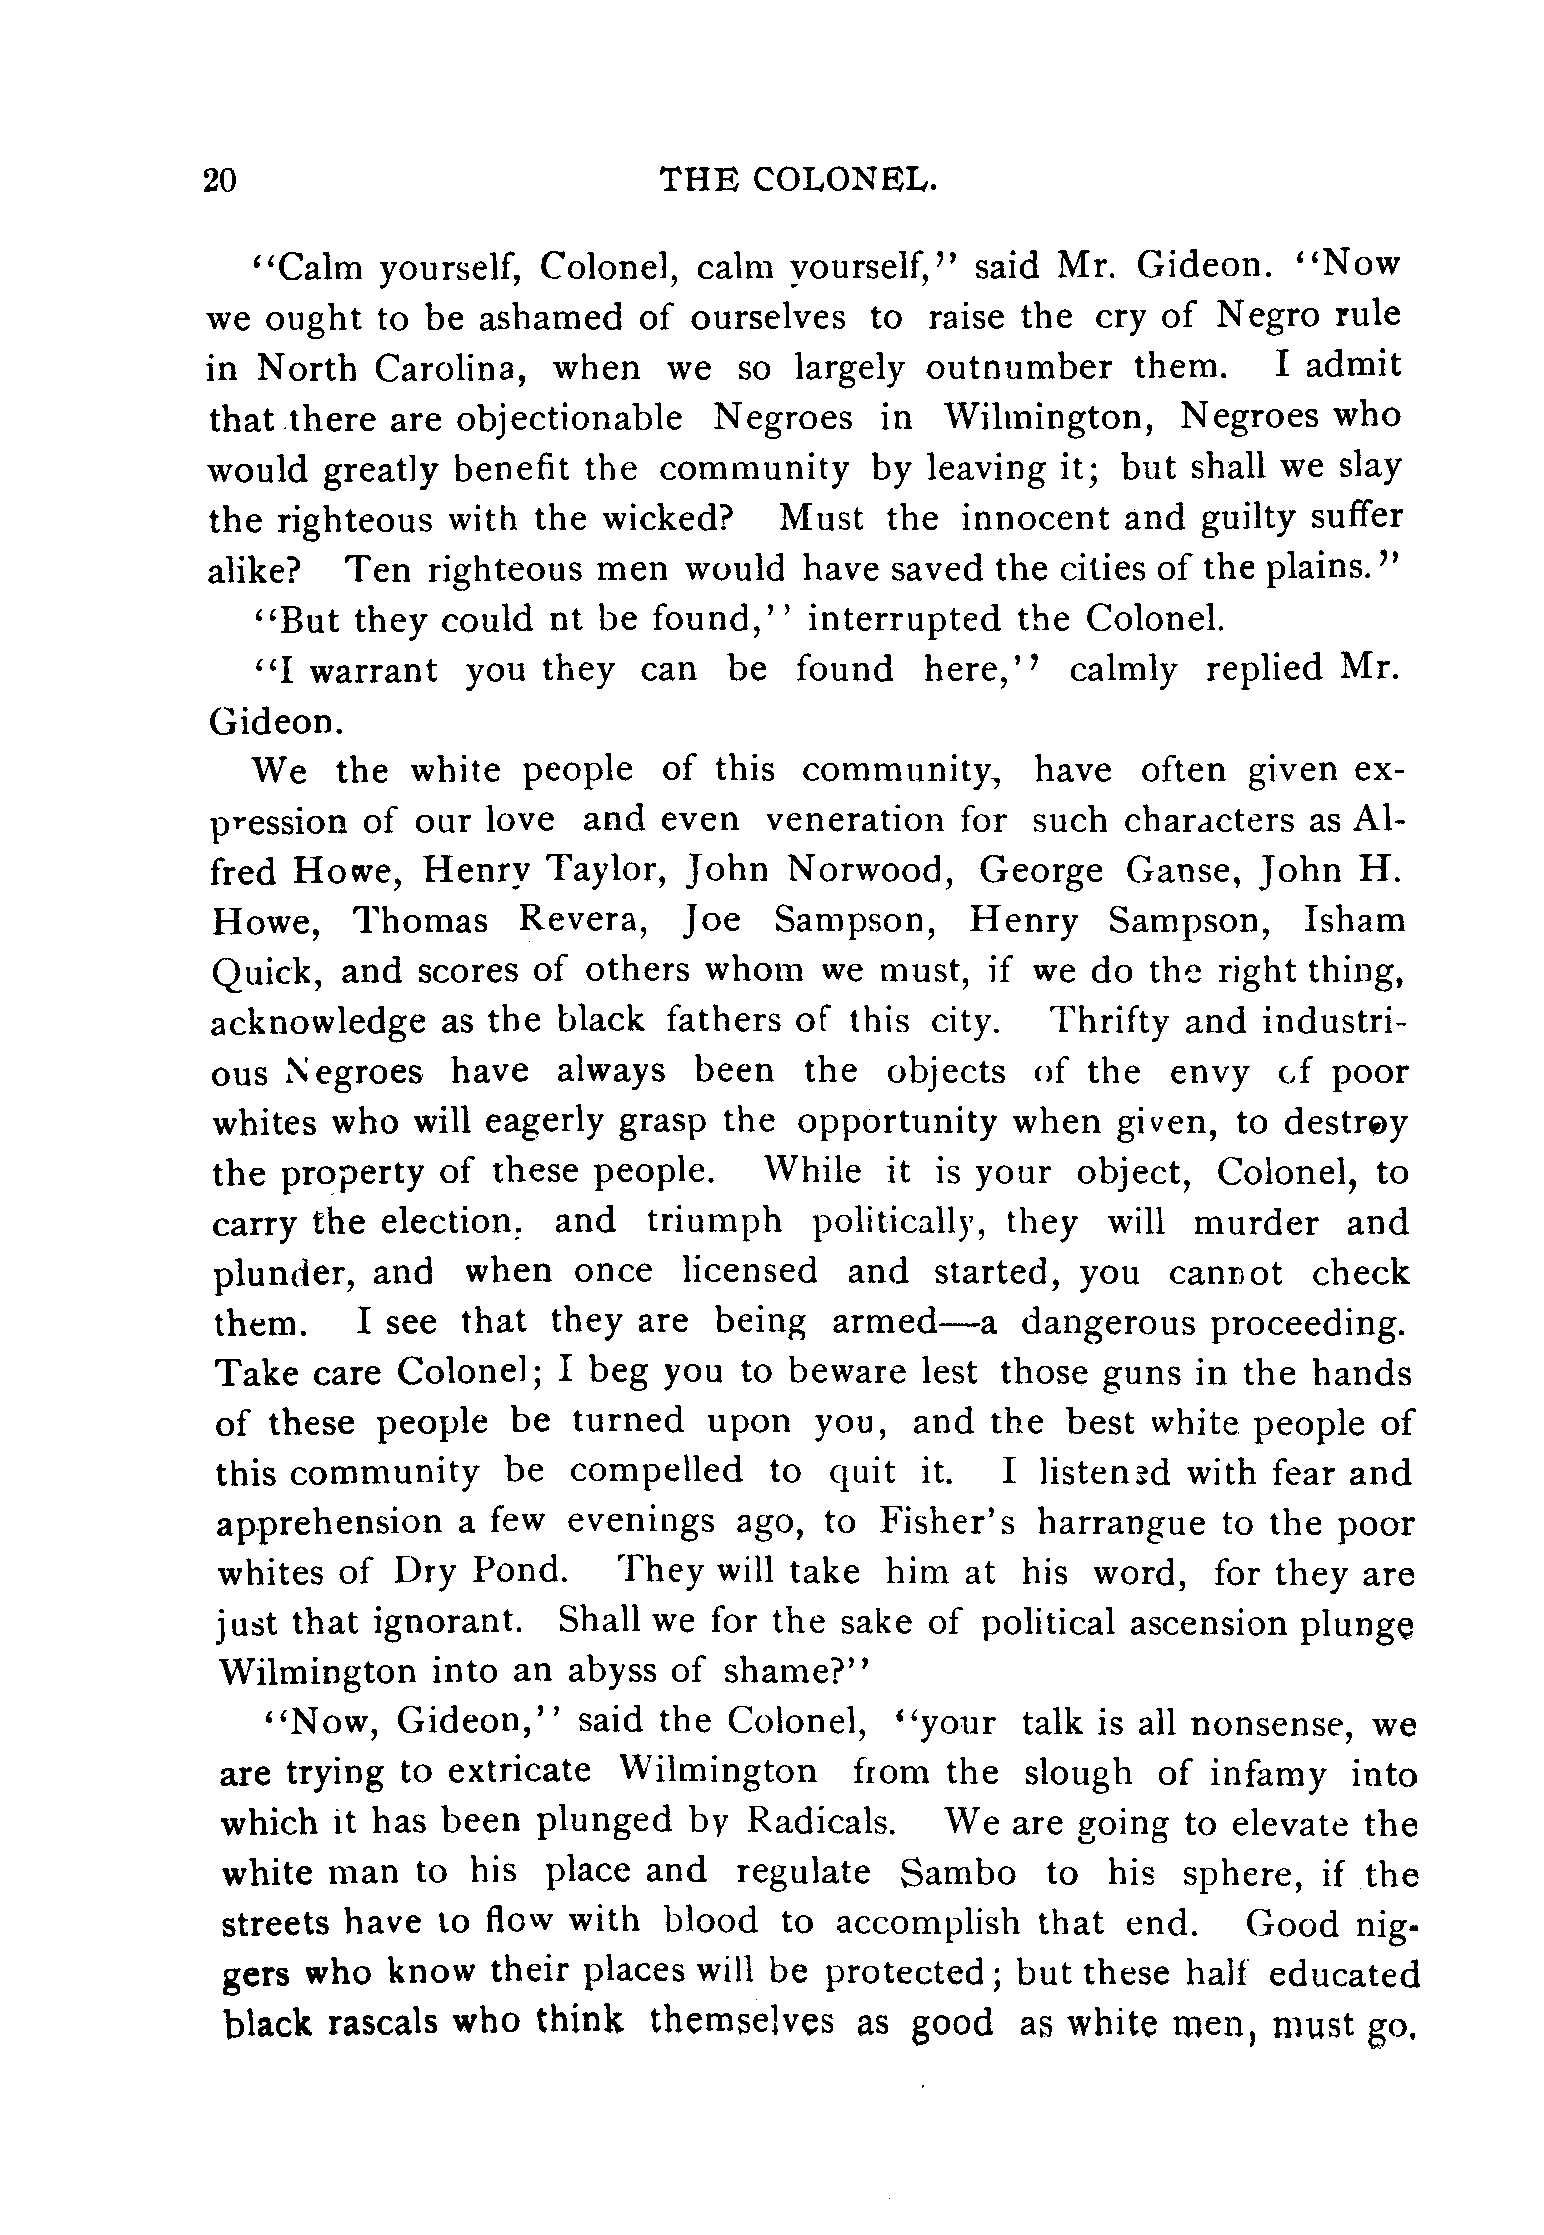 20 THE COLONEL.
“Calm yourself, Colonel, calm yourself,” said Mr. Gideon. “Now
we ought to be ashamed of ourselves to raise the cry of Negro rule
in North Carolina, when we so largely outnumber them. I admit
that there are objectionable Negroes in Wilmington, Negroes who
would greatly benefit the community by leaving it; but shall we slay
the righteous with the wicked? Must the innocent and guilty suffer
alike? Ten righteous men would have saved the cities of the plains.”
“But they could nt be found,” interrupted the Colonel.
“I warrant you they can be found here,” calmly replied Mr.
Gideon.
We the white people of this community, have often given ex-
pression of our love and even veneration for such characters as Al-
fred Howe, Henry Taylor, John Norwood, George Ganse, John H.
Howe, Thomas Revera, Joe Sampson, Henry Sampson, Isham
Quick, and scores of others whom we must, if we do the right thing,
acknowledge as the black fathers of this city. Thrifty and industri-
ous Negroes have always been the objects of the envy of poor
whites who will eagerly grasp the opportunity when given, to destroy
the property of these people. While it is your object, Colonel, to
carry the election, and triumph politically, they will murder and
plunder, and when once licensed and started, you cannot check
them. I see that they are being armed—a dangerous proceeding.
Take care Colonel; I beg you to beware lest those guns in the hands
of these people be turned upon you, and the best white people of
this community be compelled to quit it. I listened with fear and
apprehension a few evenings ago, to Fisher’s harrangue to the poor
whites of Dry Pond. They will take him at his word, for they are
just that ignorant. Shall we for the sake of political ascension plunge
Wilmington into an abyss of shame?”
“Now, Gideon,” said the Colonel, “your talk is all nonsense, we
are trying to extricate Wilmington from the slough of infamy into
which it has been plunged by Radicals. We are going to elevate the
white man to his place and regulate Sambo to his sphere, if the
streets have to flow with blood to accomplish that end. Good nig-
gers who know their places will be protected; but these half educated
black rascals who think themselves as good as white men, must go.